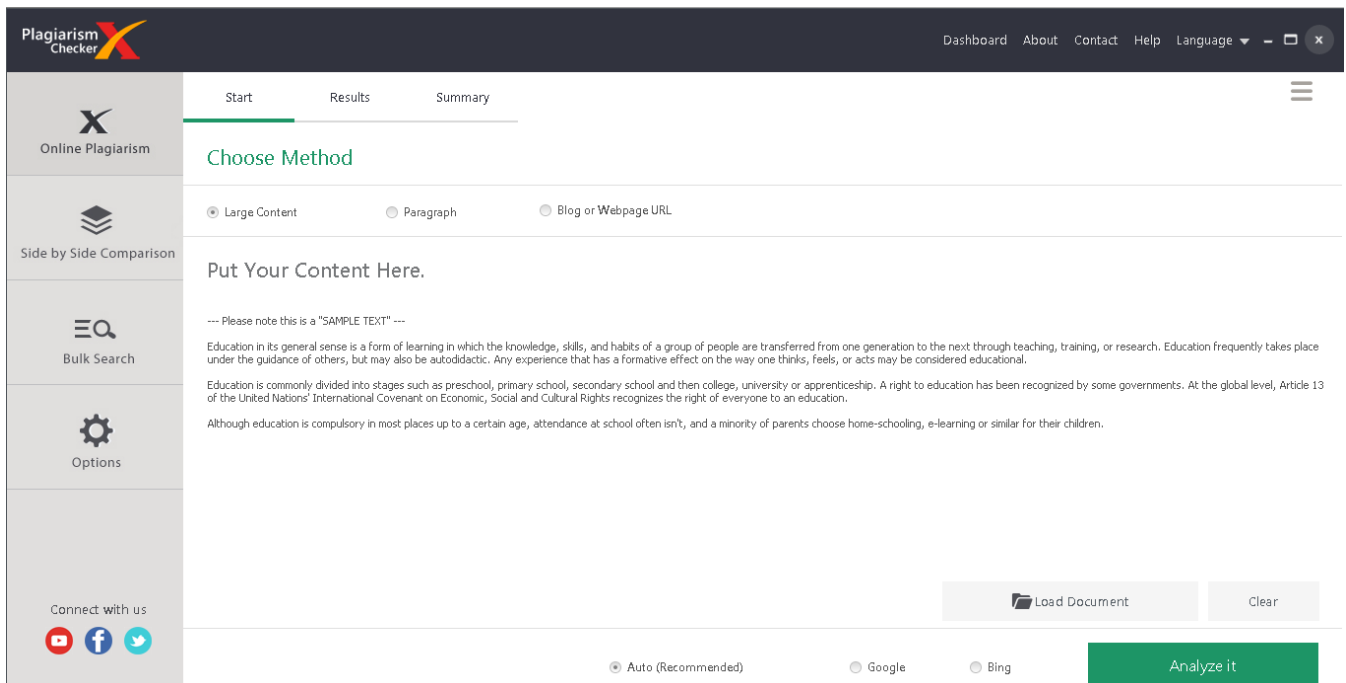 Plagiarism
Checker
Dashboard About Contact Help Language
Start Results Summary
Online Plagiarism
Choose Method
Large Content Paragraph Blog or Webpage URL
Side by Side Comparison
Put Your Content Here.
--- Please note this is a "SAMPLE TEXT" ---
Education in its general sense is a form of learning in which the knowledge, skills, and habits of a group of people are transferred from one generation to the next through teaching, training, or research. Education frequently takes place
under the guidance of others, but may also be autodidactic. Any experience that has a formative effect on the way one thinks, feels, or acts may be considered educational.
Bulk Search
Education is commonly divided into stages such as preschool, primary school, secondary school and then college, university or apprenticeship. A right to education has been recognized by some governments. At the global level, Article 13
of the United Nations' International Covenant on Economic, Social and Cultural Rights recognizes the right of everyone to an education.
Although education is compulsory in most places up to a certain age, attendance at school often isn't, and a minority of parents choose home-schooling, e-learning or similar for their children.
Options
Load Document Clear
Connect with us
Auto (Recommended) Google Bing Analyze it